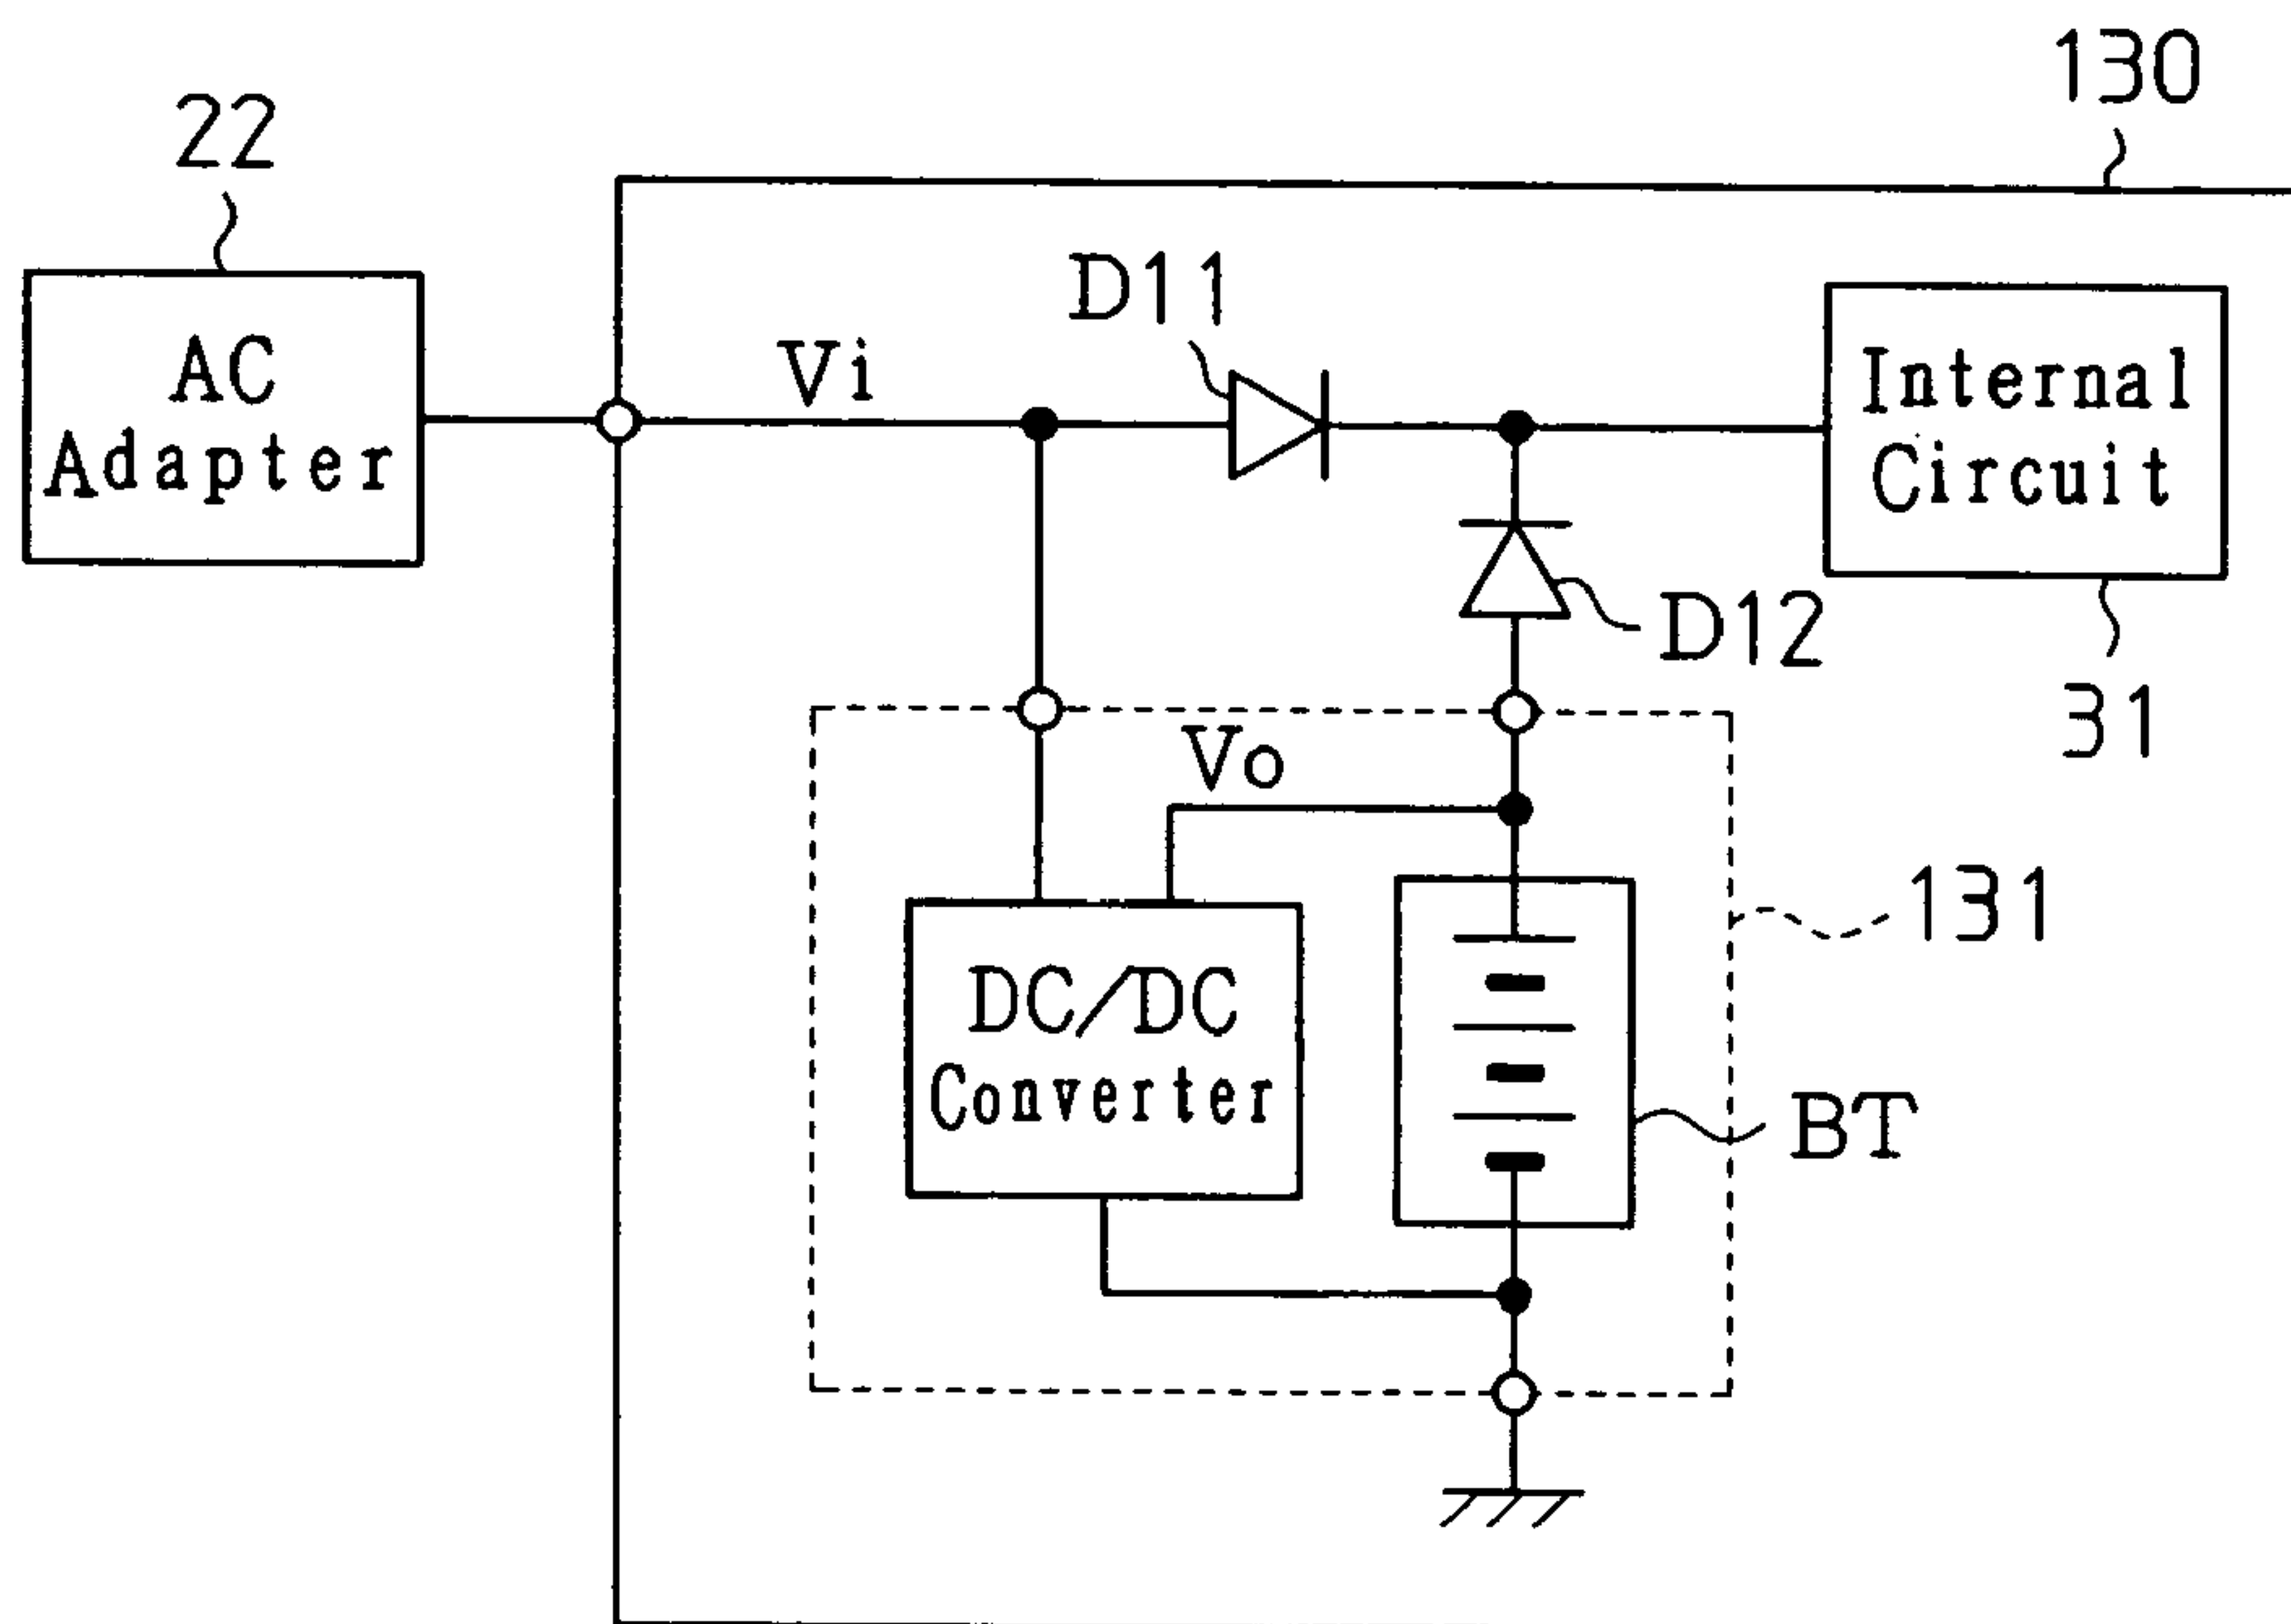 130
22
D11
AC
Adapter
Vi
Internal
Circuit
D12
31
Vo
131
DC/DC
Converter
BT